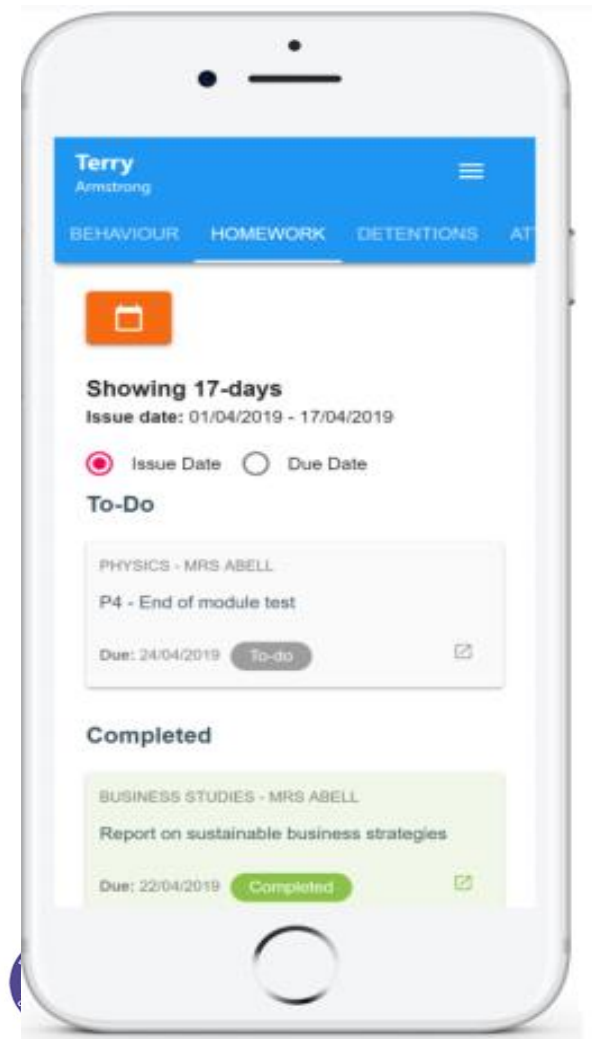 Terry
Armstrong
BEHAVIOUR HOMEWORK DETENTIONS AT
Showing 17-days
Issue date: 01/04/2019 - 17/04/2019
Issue Date Due Date
To-Do
PHYSICS - MRS ABELL
P4 - End of module test
Due: 24/04/2019 To-do
Completed
BUSINESS STUDIES - MRS ABELL
Report on sustainable business strategies
Due: 22/04/2019 Completed